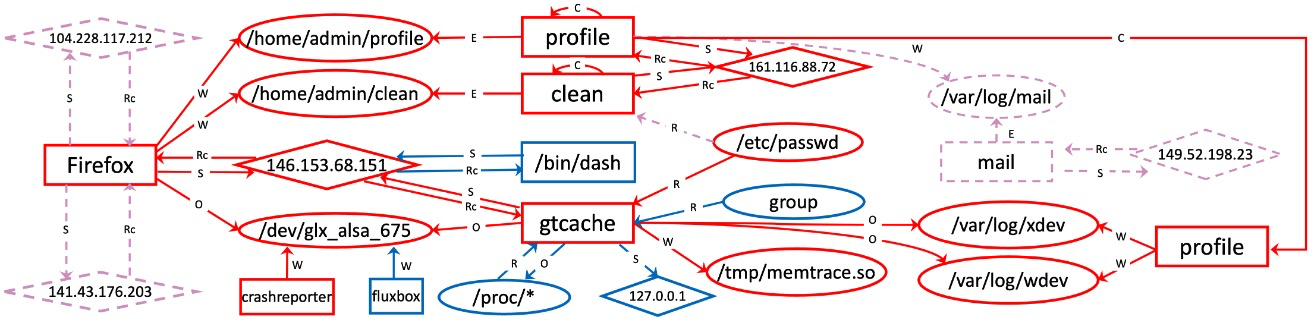 C
104.228.117.212
/home/admin/profile
E
profile
S
W
C
Rc
161.116.88.72
C
S
Rc
W
W
/home/admin/clean
E
clean
/var/log/mail
S
Rc
R
E
/etc/passwd
Rc
S
Firefox
146.153.68.151
S
Rc
/bin/dash
mail
Rc
S
149.52.198.23
R
S
Rc
R
group
O
S
Rc
/dev/glx_alsa_675
O
gtcache
O
O
/var/log/xdev
W
W
profile
W
W
W
R
O
S
/tmp/memtrace.so
/var/log/wdev
141.43.176.203
crashreporter
fluxbox
/proc/*
127.0.0.1